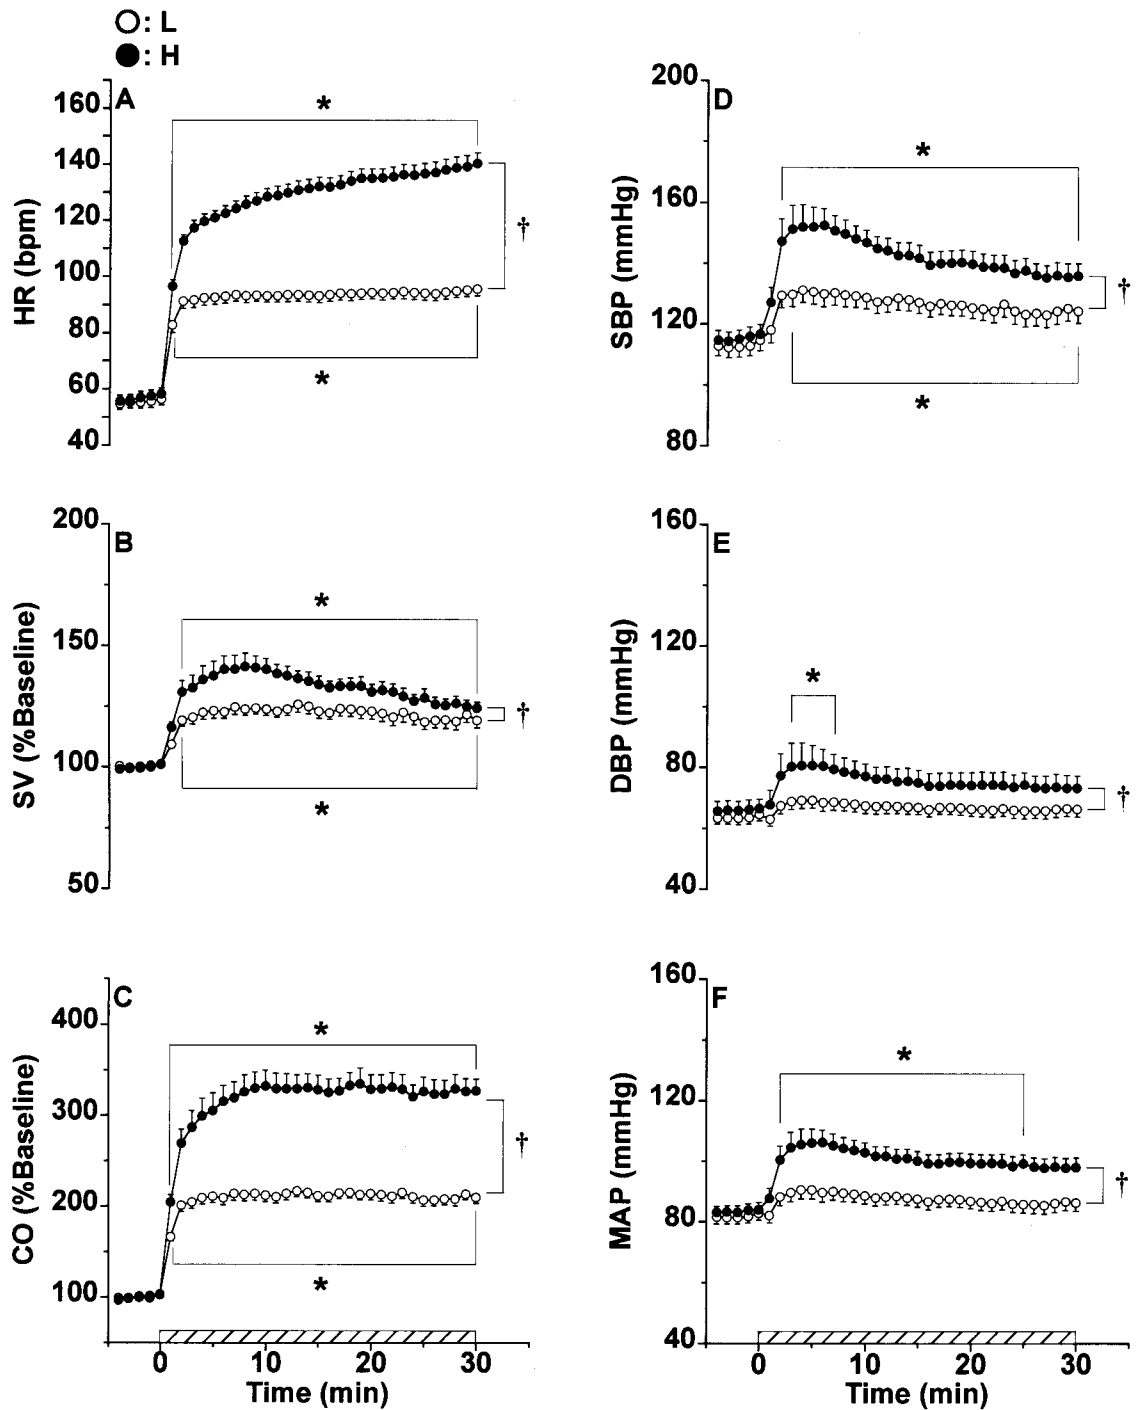 ○: L
●: H
A
160
140
120
100
80
60
40
HR (bpm)
*
*
†
B
200
150
100
50
SV (%Baseline)
*
*
†
C
400
300
200
100
CO (%Baseline)
*
*
†
0 10 20 30
Time (min)
D
200
160
120
80
SBP (mmHg)
*
*
†
E
160
120
80
40
DBP (mmHg)
*
†
F
160
120
80
40
MAP (mmHg)
*
†
0 10 20 30
Time (min)